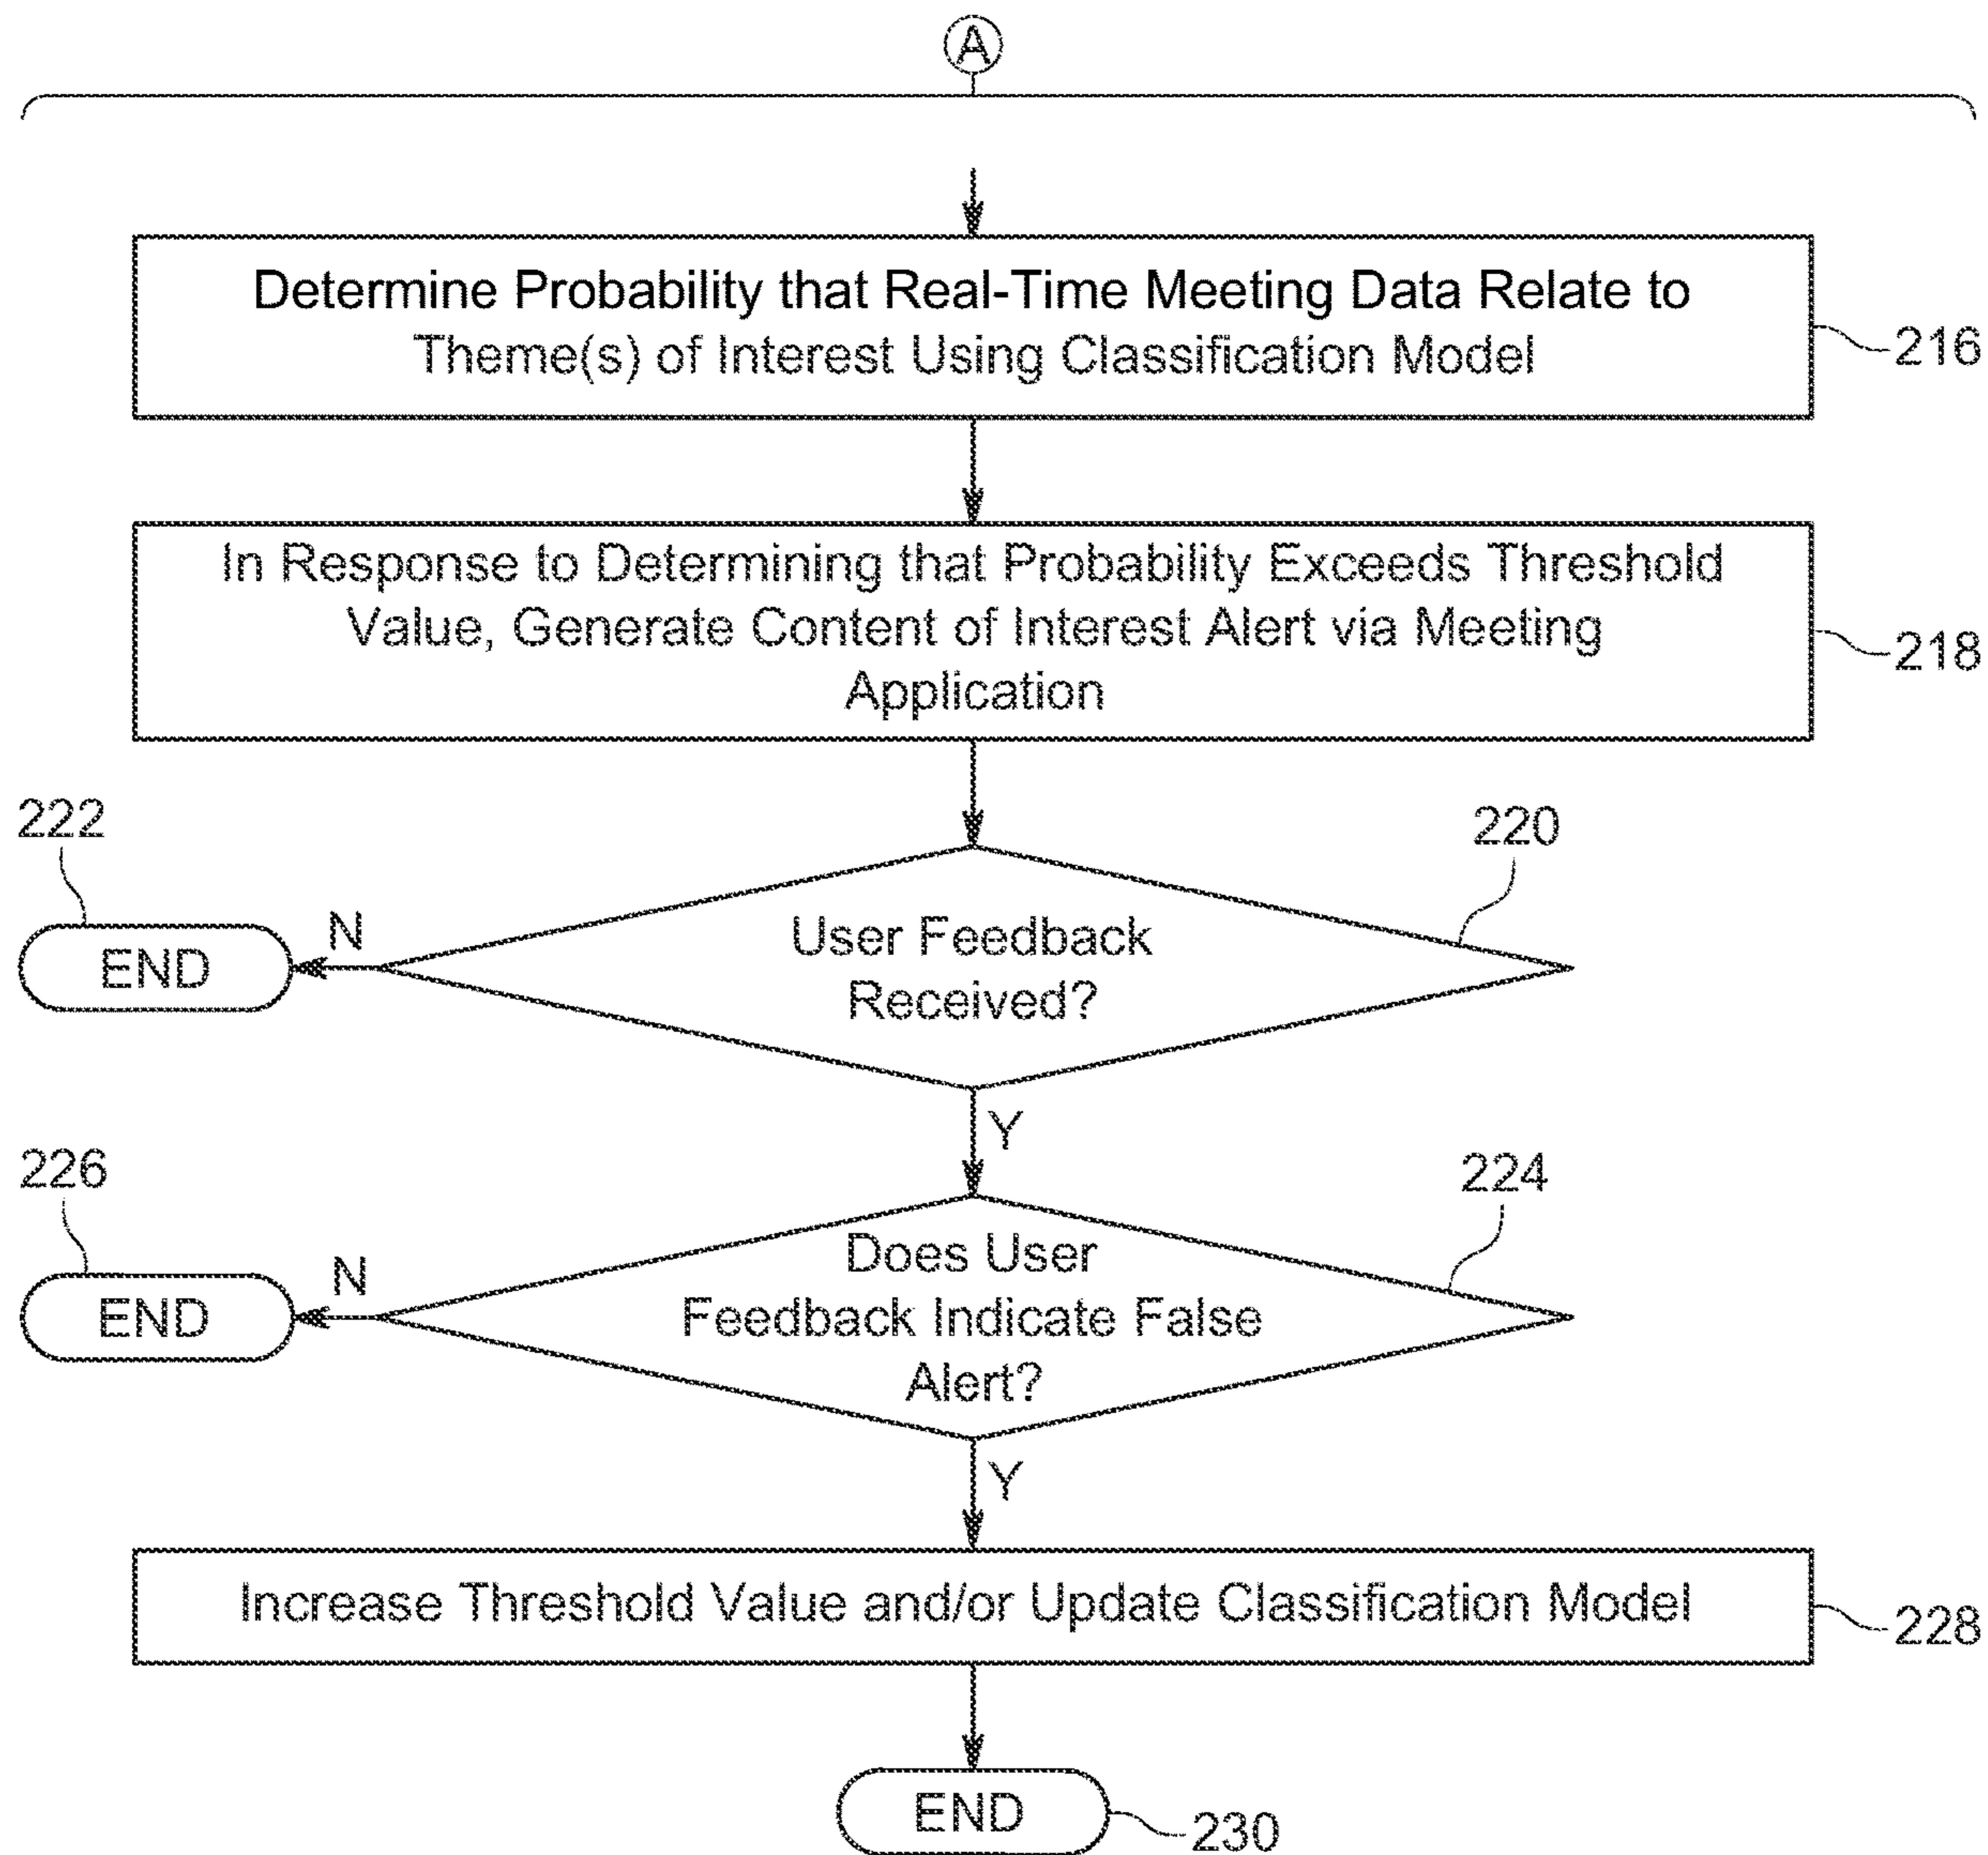 A
Determine Probability that Real-Time Meeting Data Relate to
Theme(s) of Interest Using Classification Model
216
In Response to Determining that Probability Exceeds Threshold
Value, Generate Content of Interest Alert via Meeting
Application
218
222
220
END
N
User Feedback
Received?
Y
226
224
END
N
Does User
Feedback Indicate False
Alert?
Y
Increase Threshold Value and/or Update Classification Model
228
END
230